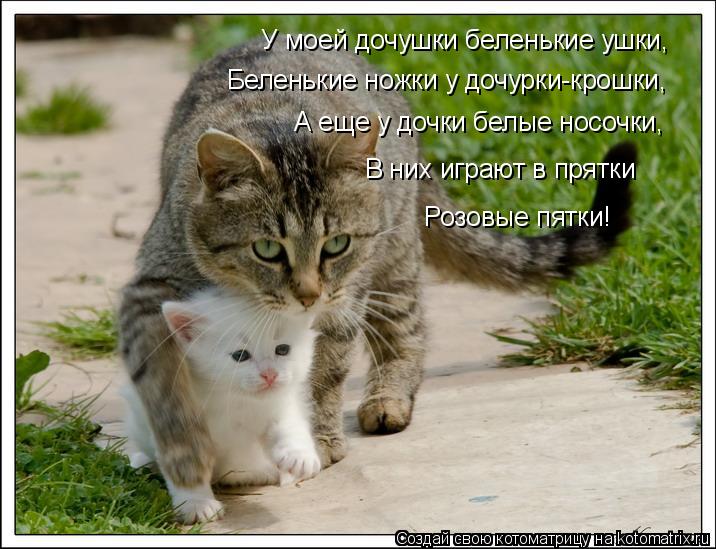 У моей дочушки беленькие ушки,
Беленькие ножки у дочурки-крошки,
А еще у дочки белые носочки,
В них играют в прятки
Розовые пятки!
Создай свою котоматрицу на kotomatrix.ru